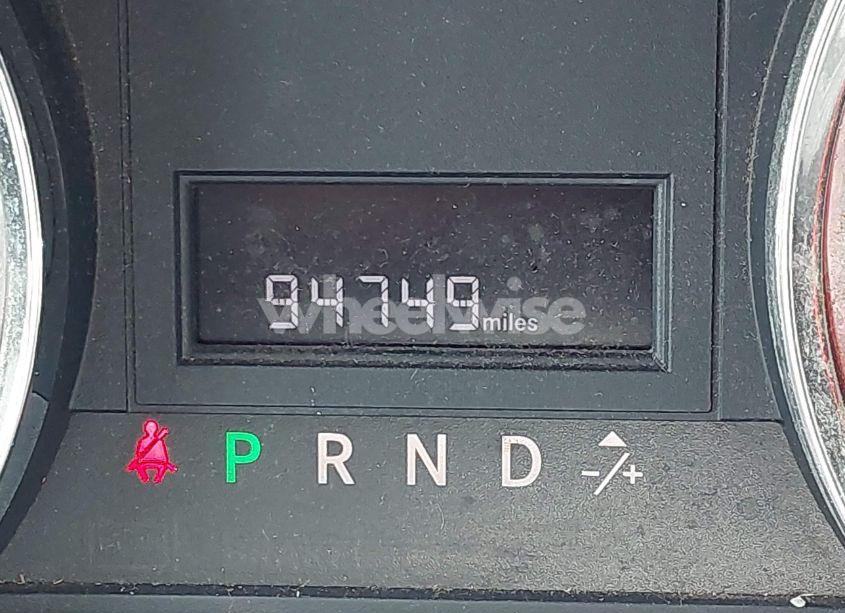 94749 miles
wheelwise
P R N D -/+